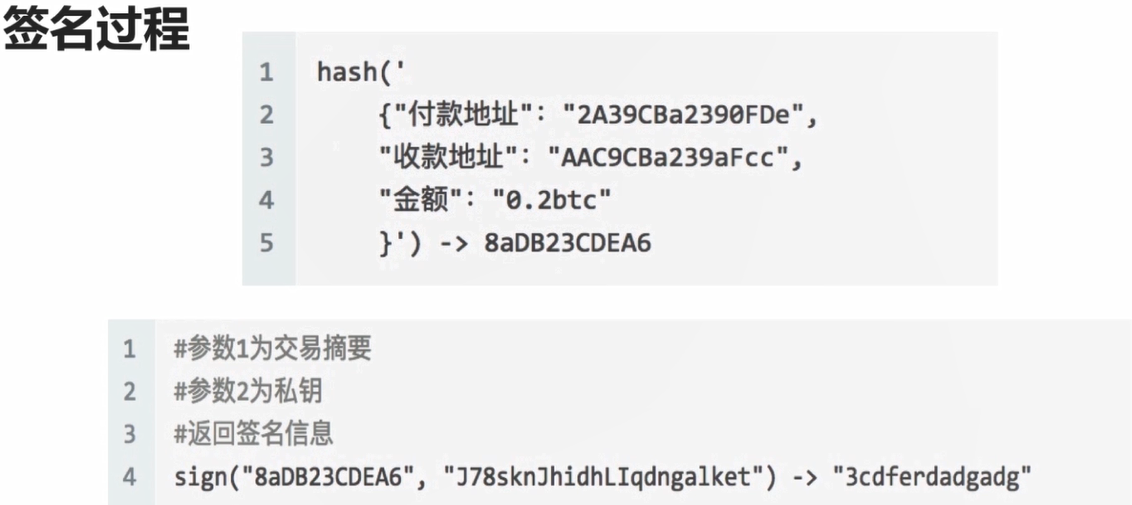 签名过程
1 hash('
2 {"付款地址": "2A39CBa2390FDe",
3 "收款地址": "AAC9CBa239aFcc",
4 "金额": "0.2btc"
5 }') -> 8aDB23CDEA6
1 #参数1为交易摘要
2 #参数2为私钥
3 #返回签名信息
4 sign("8aDB23CDEA6", "J78sknJhidhLIqdngalket") -> "3cdferdadgadg"